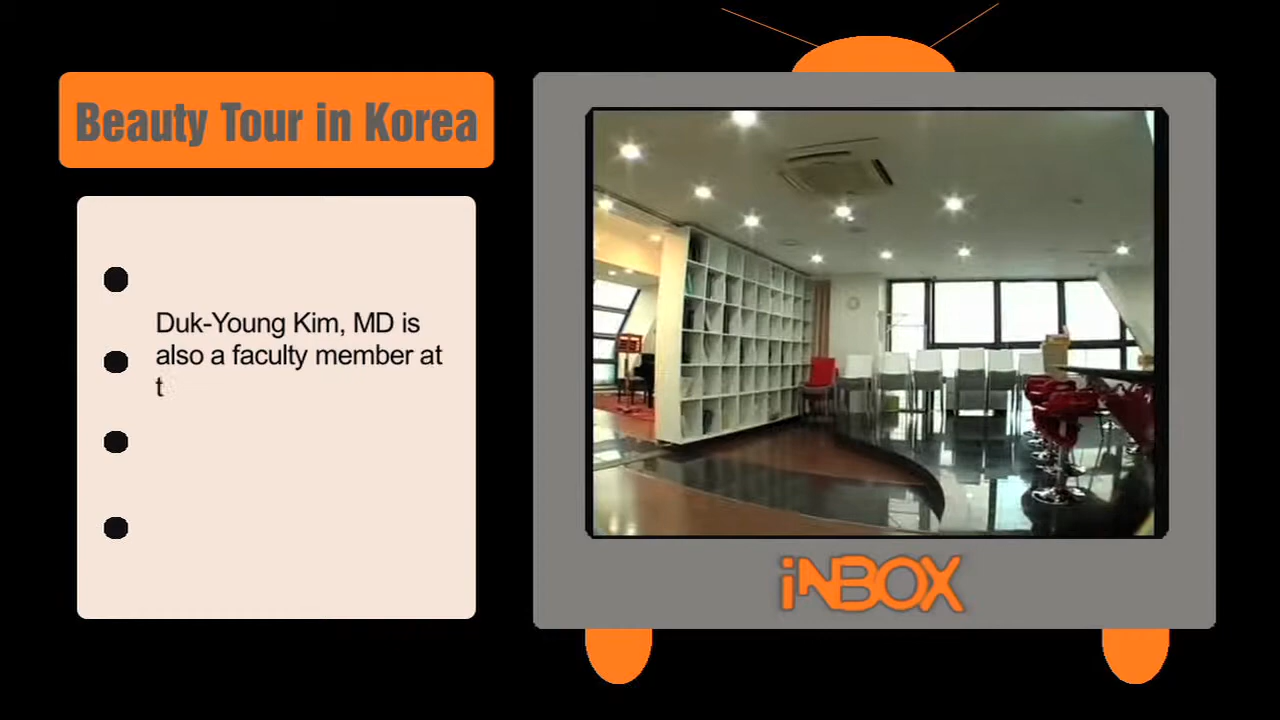 Beauty Tour in Korea
Duk-Young Kim, MD is
also a faculty member at
t
iNBOX